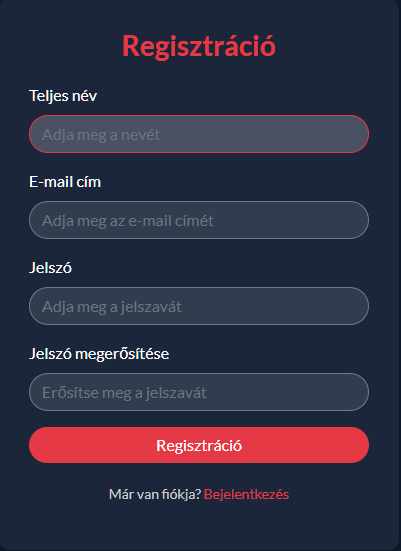 Regisztráció
Teljes név
Adja meg a nevét
E-mail cím
Adja meg az e-mail címét
Jelszó
Adja meg a jelszavát
Jelszó megerősítése
Erősítse meg a jelszavát
Regisztráció
Már van fiókja? Bejelentkezés